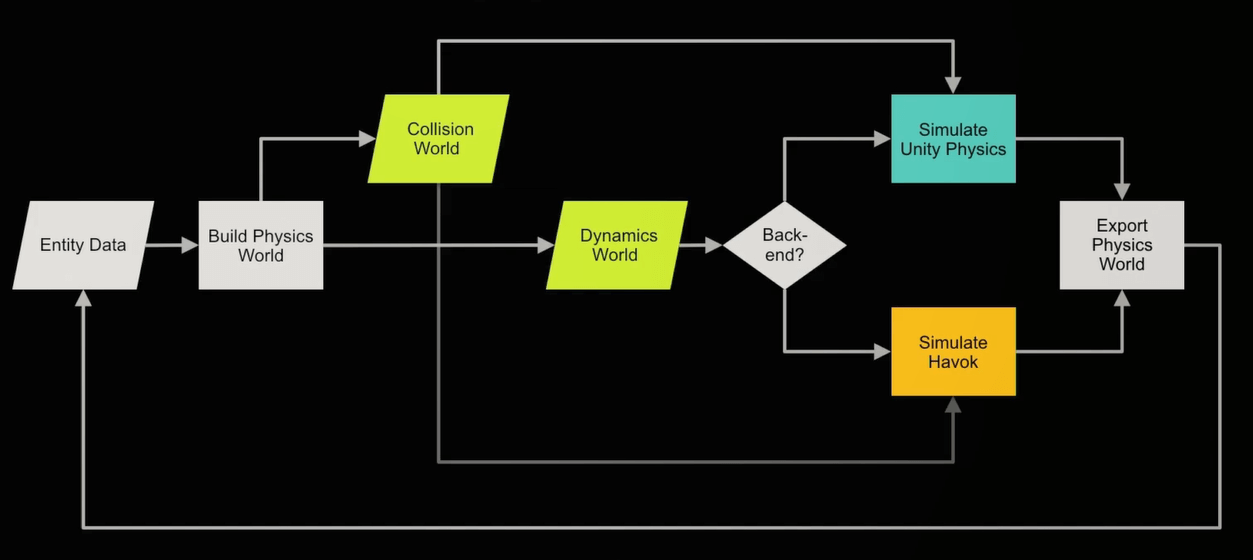 Collision
World
Simulate
Unity Physics
Entity Data
Build Physics
World
Dynamics
World
Back-
end?
Export
Physics
World
Simulate
Havok